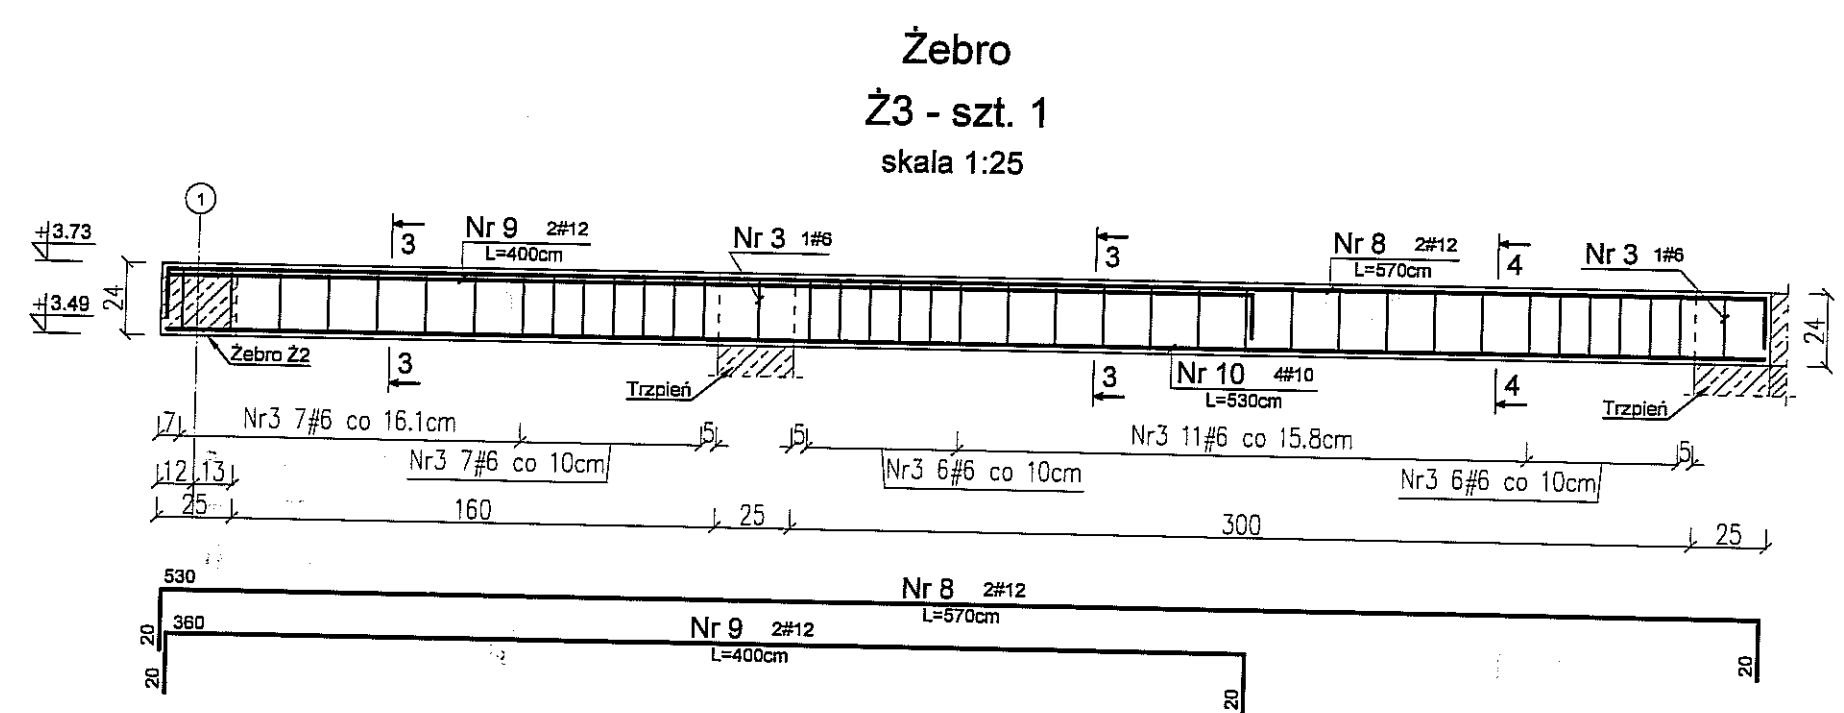 Żebro
Ż3 - szt. 1
skala 1:25
1
±3.73
±3.49
24
3
Nr 9 2#12
L=400cm
Nr 3 1#6
3
Nr 8 2#12
L=570cm
4
Nr 3 1#6
24
Żebro Ż2
3
Trzpień
3
Nr 10 4#10
L=530cm
4
Trzpień
7
Nr3 7#6 co 16.1cm
5
5
Nr3 11#6 co 15.8cm
5
Nr3 7#6 co 10cm
Nr3 6#6 co 10cm
Nr3 6#6 co 10cm
12
13
25
160
25
300
25
530
Nr 8 2#12
L=570cm
20
20
360
Nr 9 2#12
L=400cm
20
20